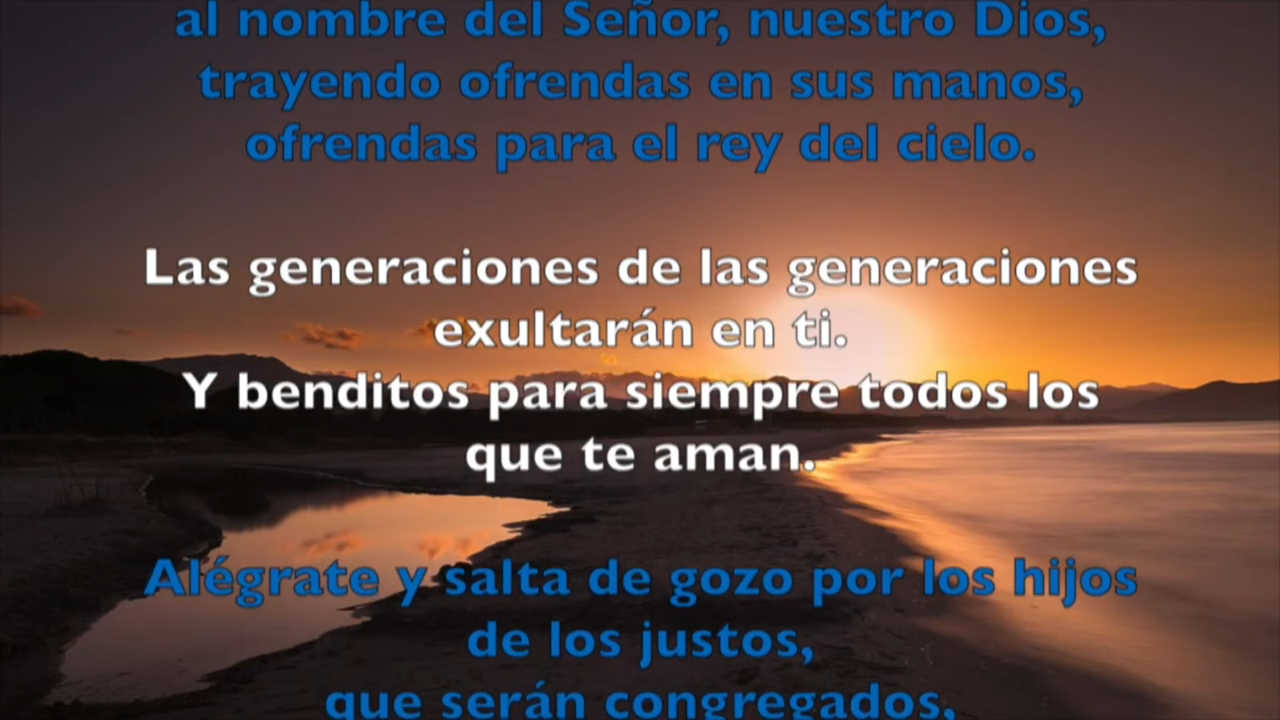 al nombre del Señor, nuestro Dios,
trayendo ofrendas en sus manos,
ofrendas para el rey del cielo.
Las generaciones de las generaciones
exultarán en ti.
Y benditos para siempre todos los
que te aman.
Alégrate y salta de gozo por los hijos
de los justos,
que serán congregados,